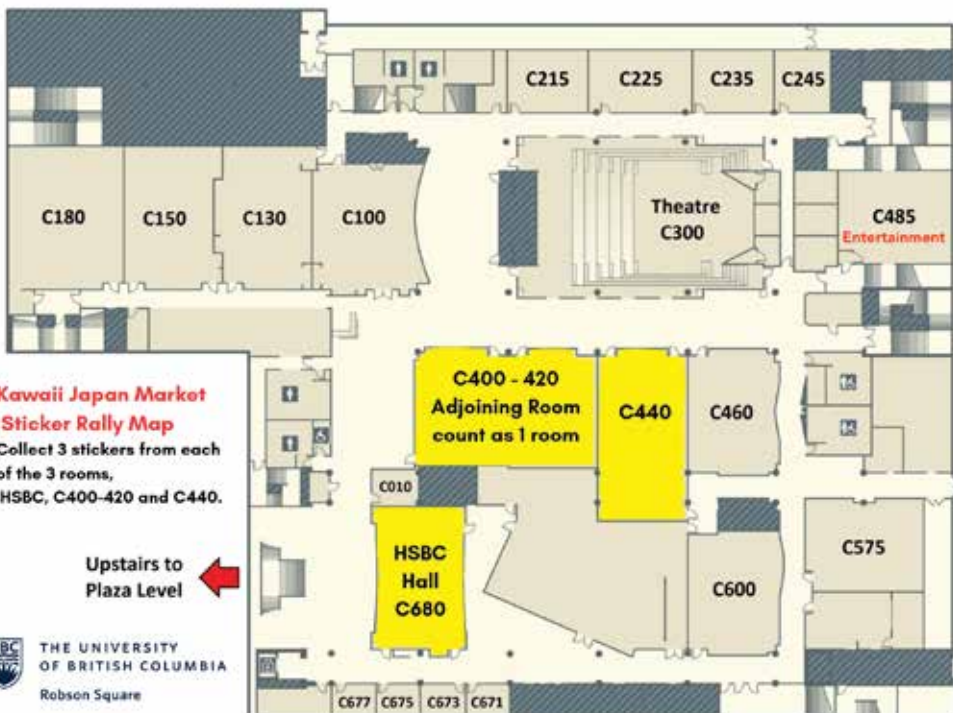 C215
C225
C235
C245
C180
C150
C130
C100
Theatre
C300
C485
Entertainment
Kawaii Japan Market
Sticker Rally Map
Collect 3 stickers from each
of the 3 rooms,
HSBC, C400-420 and C440.
C400 - 420
Adjoining Room
count as 1 room
C440
C460
C010
HSBC
Hall
C680
C575
C600
Upstairs to
Plaza Level
THE UNIVERSITY
OF BRITISH COLUMBIA
Robson Square
C677
C675
C673
C671